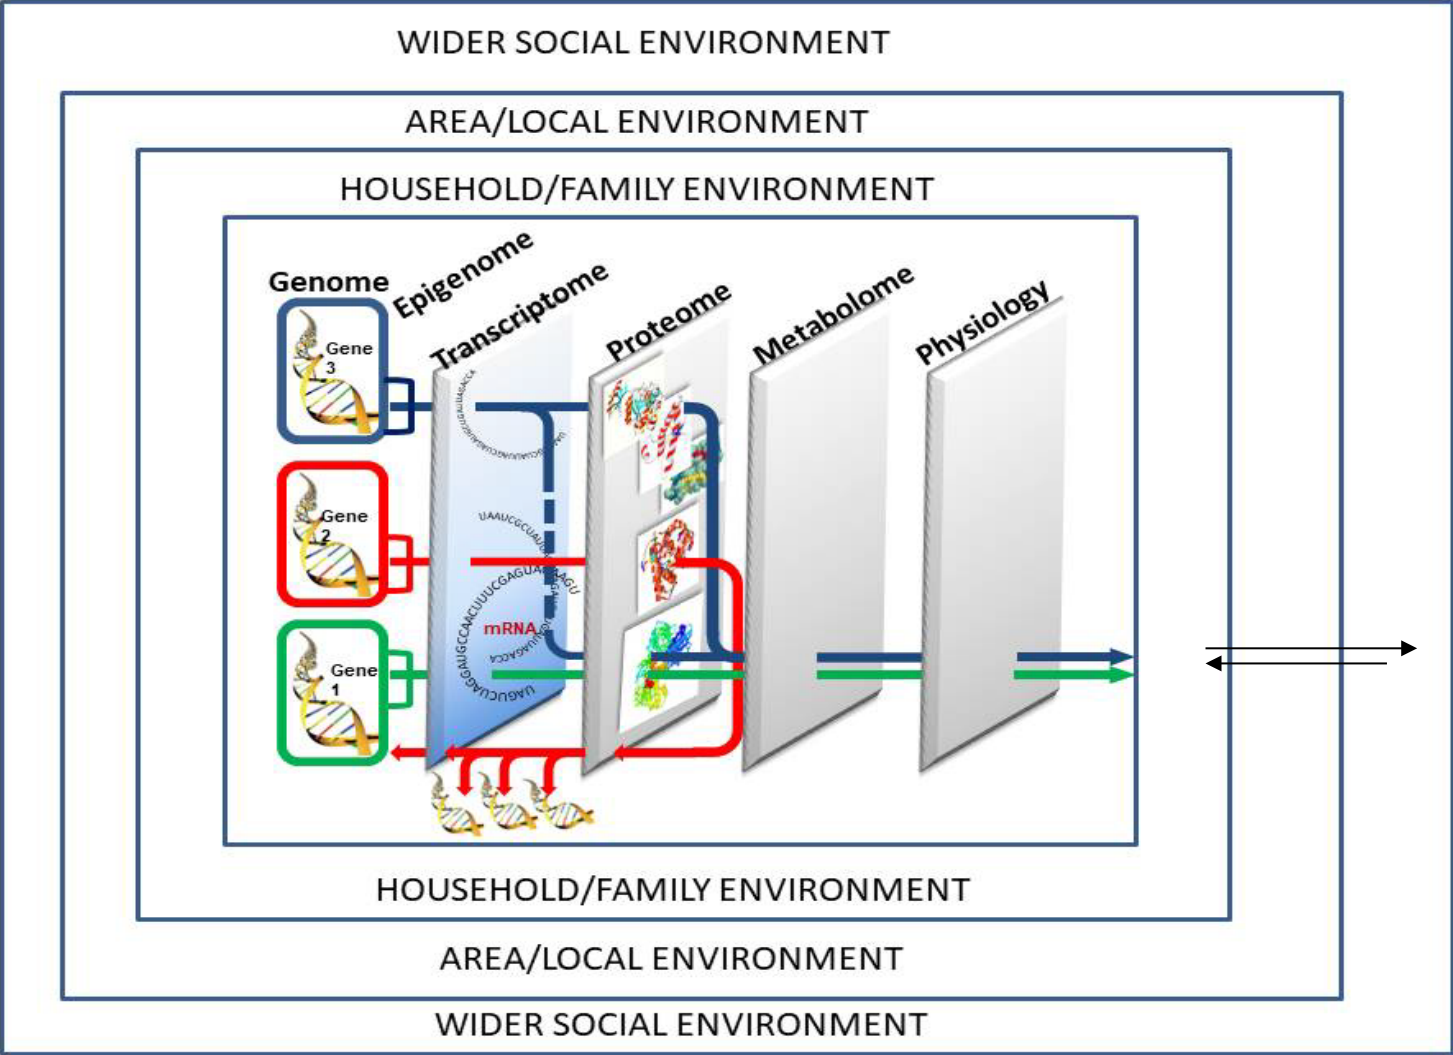 WIDER SOCIAL ENVIRONMENT
AREA/LOCAL ENVIRONMENT
HOUSEHOLD/FAMILY ENVIRONMENT
Genome
Epigenome
Transcriptome
Proteome
Metabolome
Physiology
Gene
3
Gene
2
Gene
1
mRNA
HOUSEHOLD/FAMILY ENVIRONMENT
AREA/LOCAL ENVIRONMENT
WIDER SOCIAL ENVIRONMENT